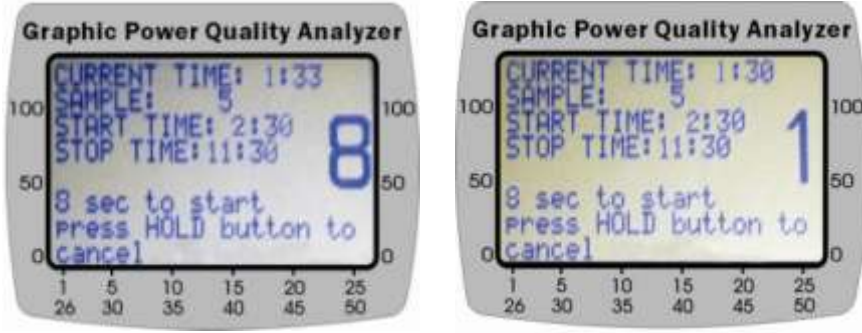 Graphic Power Quality Analyzer
CURRENT TIME: 1:33
SAMPLE: 5
START TIME: 2:30
STOP TIME:11:30
8
8 sec to start
press HOLD button to
cancel
100 100
50 50
0 0
1 5 10 15 20 25
26 30 35 40 45 50
Graphic Power Quality Analyzer
CURRENT TIME: 1:30
SAMPLE: 5
START TIME: 2:30
STOP TIME:11:30
1
8 sec to start
press HOLD button to
cancel
100 100
50 50
0 0
1 5 10 15 20 25
26 30 35 40 45 50